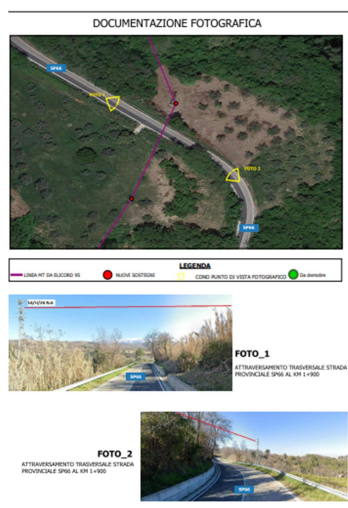 DOCUMENTAZIONE FOTOGRAFICA
SP66
FOTO 2
SP66
LEGENDA
LINEA MT DA ELICORD 95
NUOVI SOSTEGNI
CONO PUNTO DI VISTA FOTOGRAFICO
Da demolire
SP66
FOTO_1
ATTRAVERSAMENTO TRASVERSALE STRADA
PROVINCIALE SP66 AL KM 1+900
FOTO_2
ATTRAVERSAMENTO TRASVERSALE STRADA
PROVINCIALE SP66 AL KM 1+900
SP66